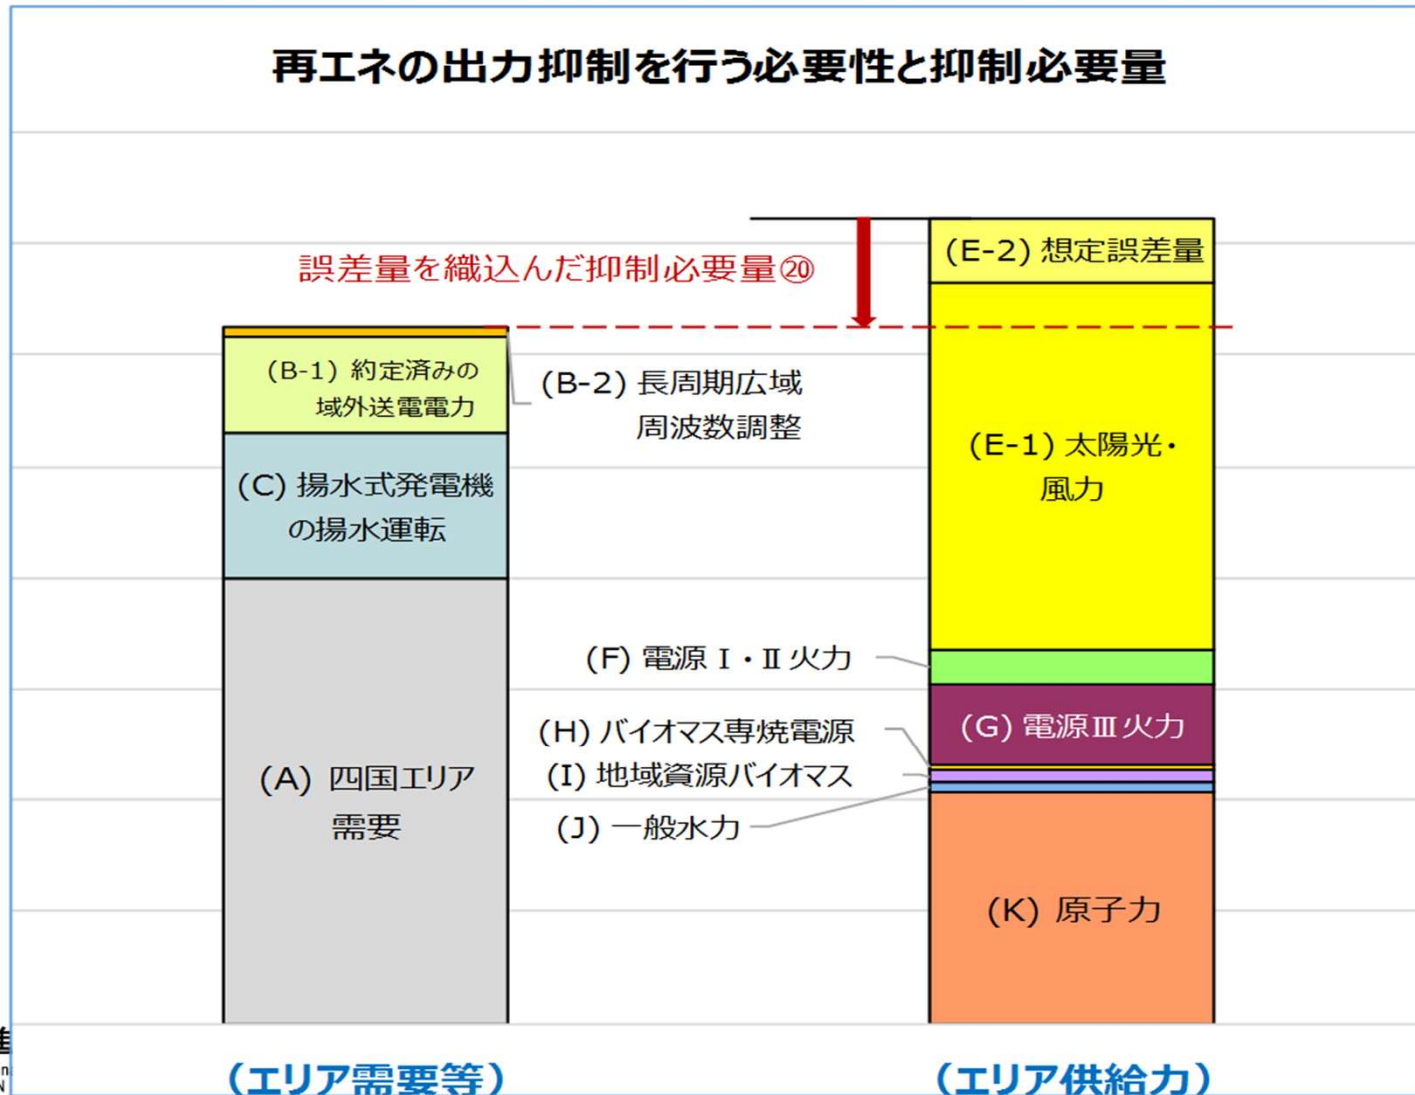 再エネの出力抑制を行う必要性と抑制必要量
(E-2) 想定誤差量
誤差量を織込んだ抑制必要量⑳
(B-1) 約定済みの
域外送電電力
(B-2) 長周期広域
周波数調整
(E-1) 太陽光・
風力
(C) 揚水式発電機
の揚水運転
(F) 電源Ⅰ・Ⅱ火力
(G) 電源Ⅲ火力
(H) バイオマス専焼電源
(I) 地域資源バイオマス
(J) 一般水力
(A) 四国エリア
需要
(K) 原子力
(エリア需要等)
(エリア供給力)